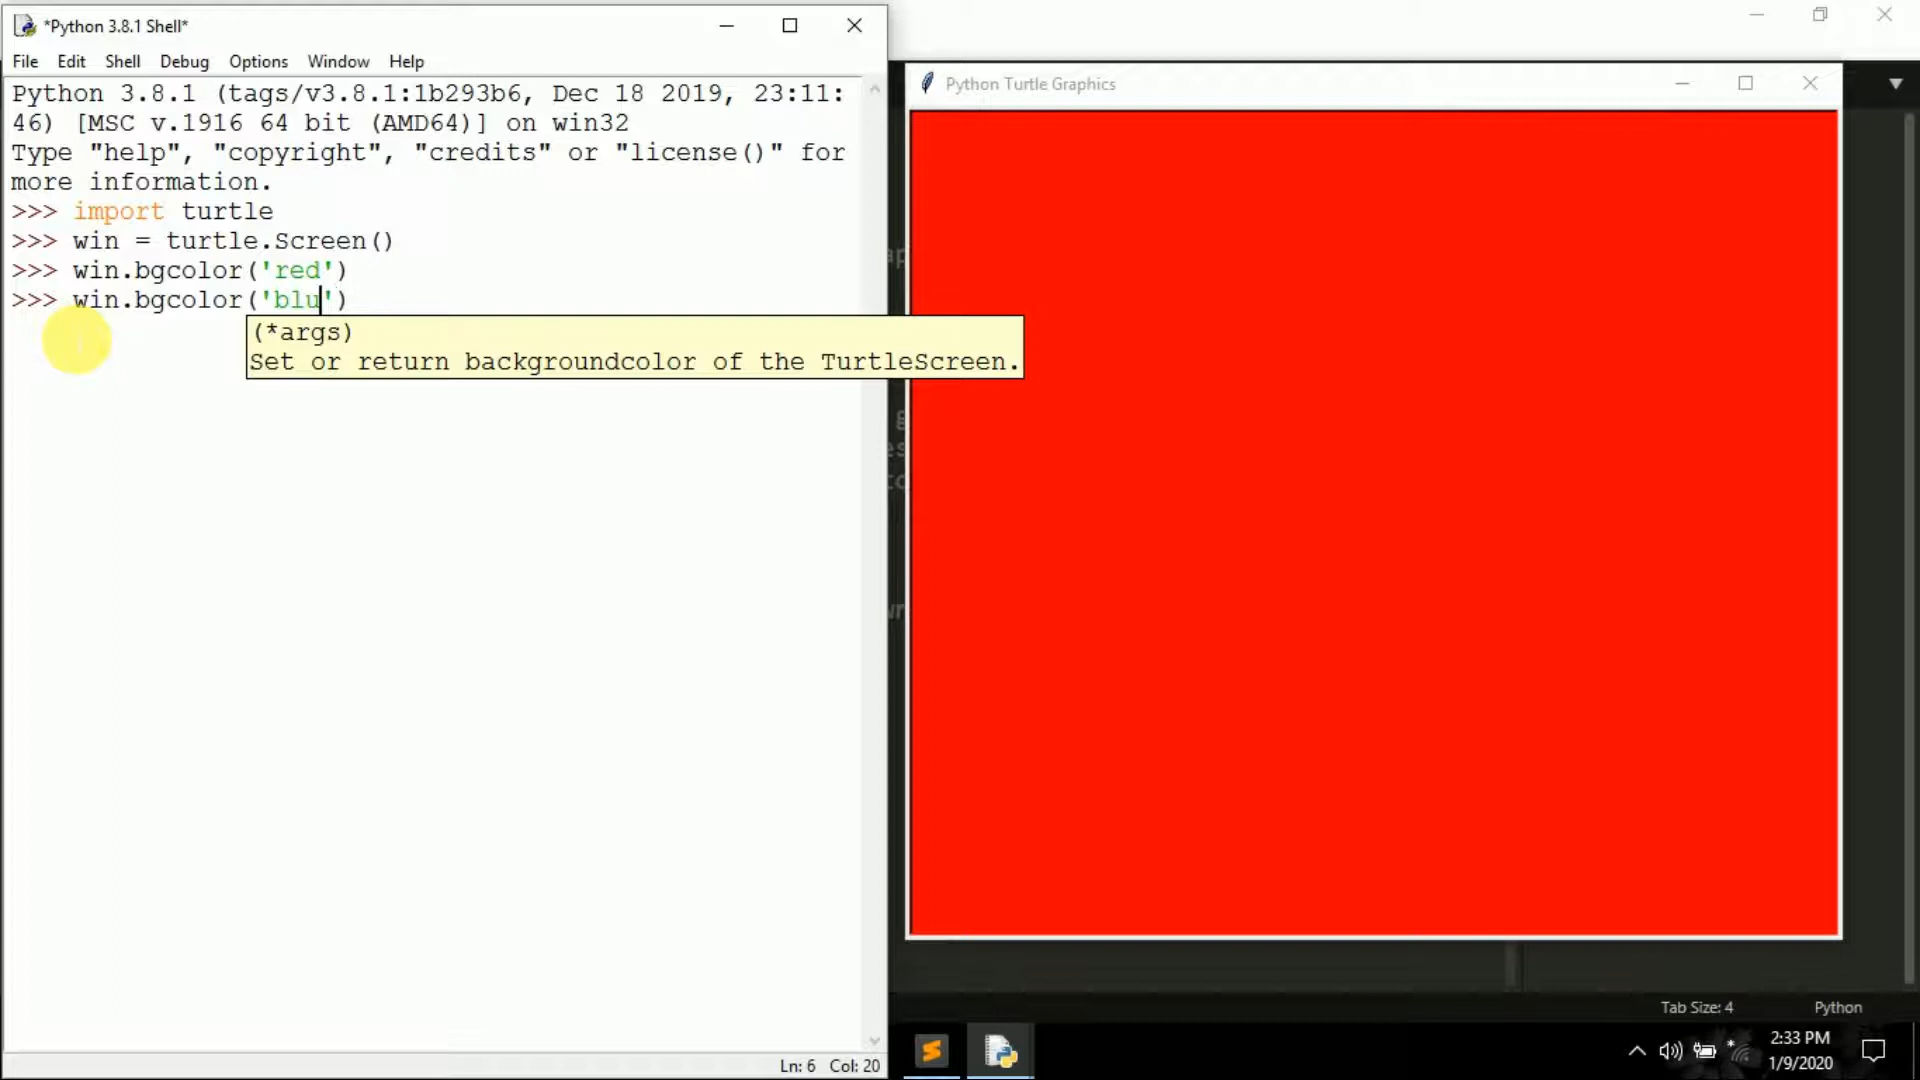 *Python 3.8.1 Shell*
File Edit Shell Debug Options Window Help
Python 3.8.1 (tags/v3.8.1:1b293b6, Dec 18 2019, 23:11:
46) [MSC v.1916 64 bit (AMD64)] on win32
Type "help", "copyright", "credits" or "license()" for
more information.
>>> import turtle
>>> win = turtle.Screen()
>>> win.bgcolor('red')
>>> win.bgcolor('blu')
(*args)
Set or return backgroundcolor of the TurtleScreen.
Ln: 6 Col: 20
Python Turtle Graphics
Tab Size: 4 Python
2:33 PM
1/9/2020